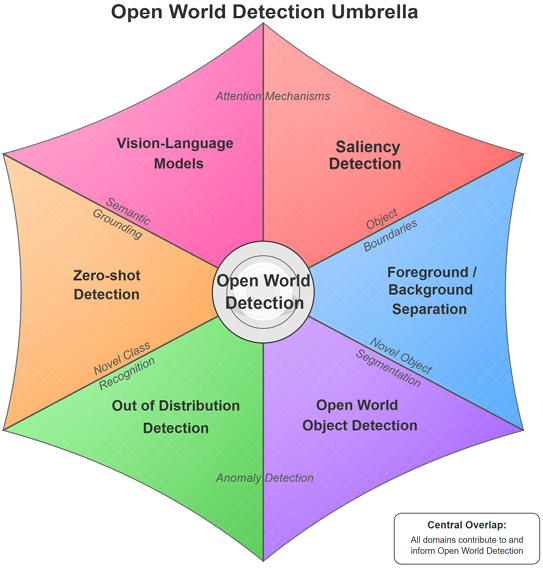 Open World Detection Umbrella
Attention Mechanisms
Vision-Language
Models
Saliency
Detection
Semantic
Grounding
Object
Boundaries
Zero-shot
Detection
Open World
Detection
Foreground /
Background
Separation
Novel Class
Recognition
Novel Object
Segmentation
Out of Distribution
Detection
Open World
Object Detection
Anomaly Detection
Central Overlap:
All domains contribute to and
inform Open World Detection